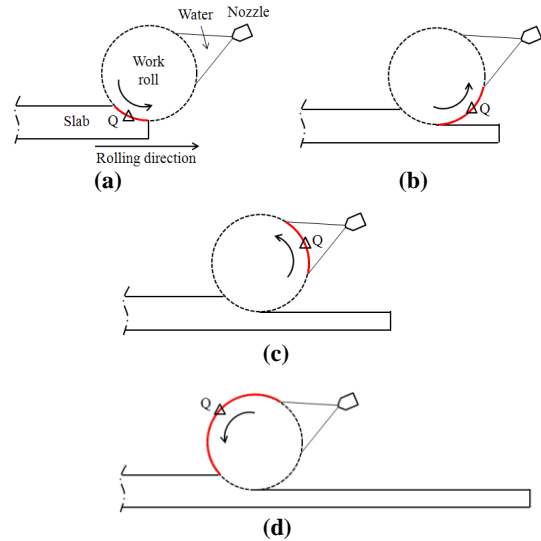 Water
Nozzle
Work
roll
Slab
Q
Rolling direction
(a)
Q
(b)
Q
(c)
Q
(d)